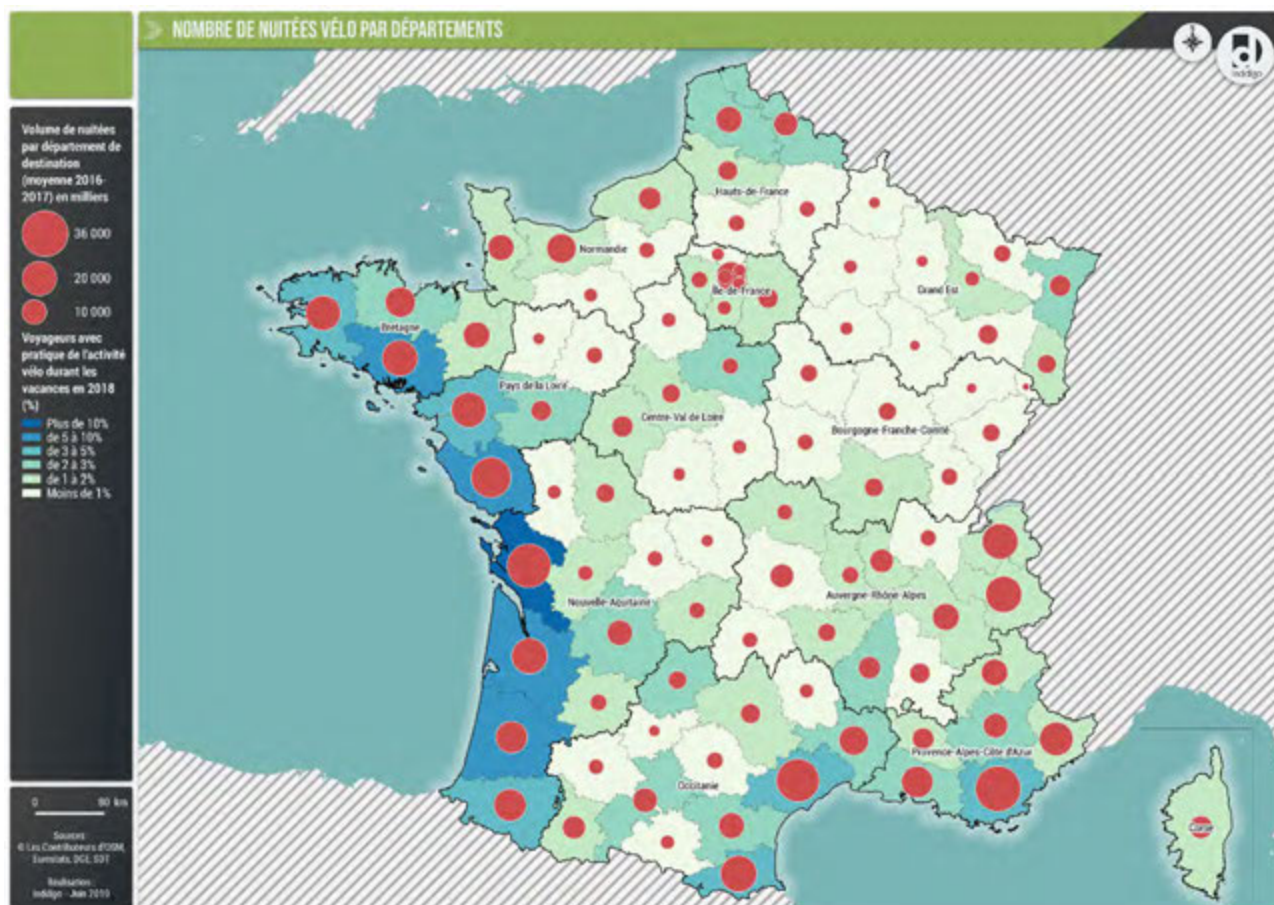 NOMBRE DE NUITÉES VÉLO PAR DÉPARTEMENTS
indiligo
Volume de nuitées
par département de
destination
(moyenne 2016-
2017) en milliers
36 000
20 000
10 000
Voyageurs avec
pratique de l'activité
vélo durant les
vacances en 2018
(%)
Plus de 10%
de 5 à 10%
de 3 à 5%
de 2 à 3%
de 1 à 2%
Moins de 1%
0 80 km
Sources:
© Les Contributeurs d'OSM,
DGE, SDT
Réalisation :
Indiligo - Juin 2019
Hauts-de-France
Normandie
Île-de-France
Grand Est
Bretagne
Pays de la Loire
Centre-Val de Loire
Bourgogne-Franche-Comté
Nouvelle-Aquitaine
Auvergne-Rhône-Alpes
Provence-Alpes-Côte d'Azur
Occitanie
Corse